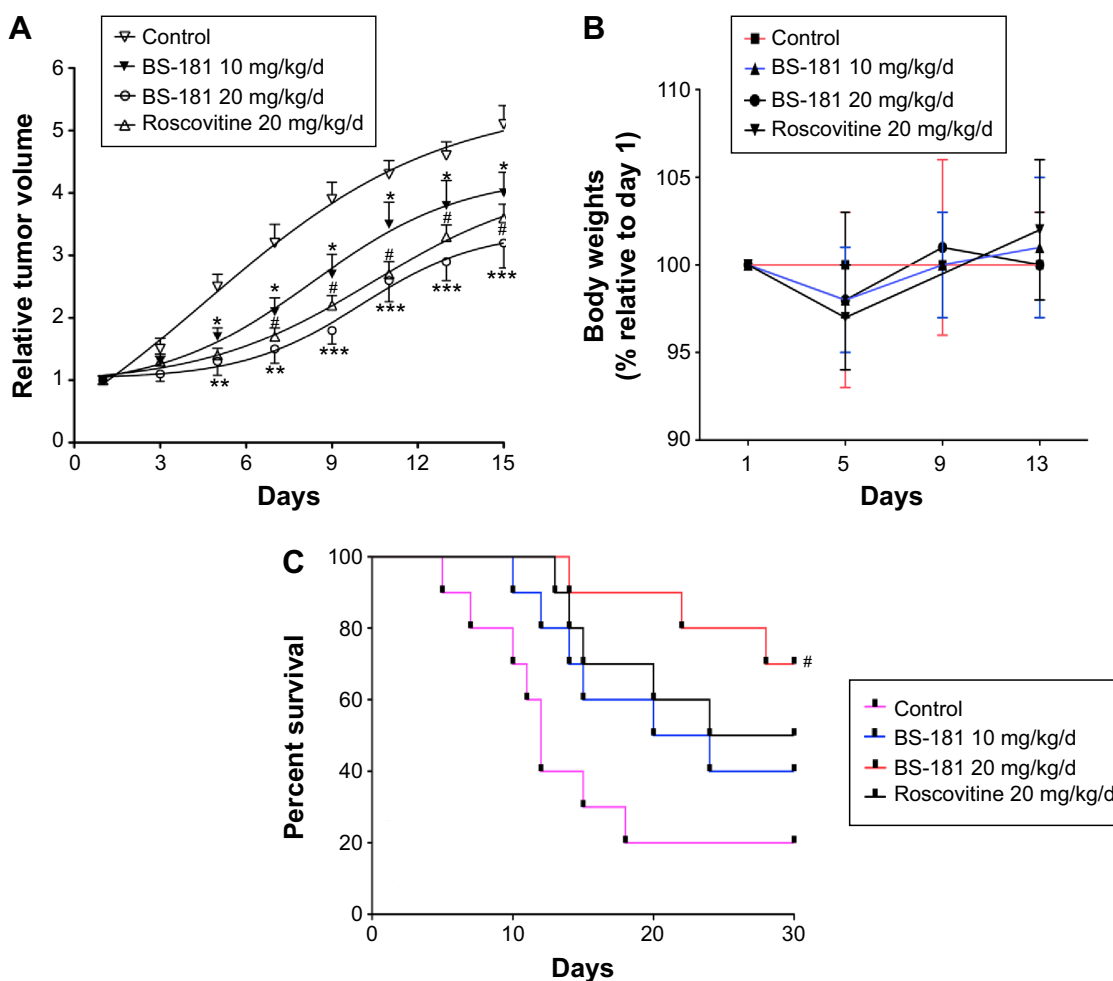 A
Control
BS-181 10 mg/kg/d
BS-181 20 mg/kg/d
Roscovitine 20 mg/kg/d
Relative tumor volume
6
5
4
3
2
1
0
* * * * * *
# # # # #
** ** *** *** *** ***
0 3 6 9 12 15
Days
B
Control
BS-181 10 mg/kg/d
BS-181 20 mg/kg/d
Roscovitine 20 mg/kg/d
Body weights
(% relative to day 1)
110
105
100
95
90
1 5 9 13
Days
C
Percent survival
100
80
60
40
20
0
#
0 10 20 30
Days
Control
BS-181 10 mg/kg/d
BS-181 20 mg/kg/d
Roscovitine 20 mg/kg/d